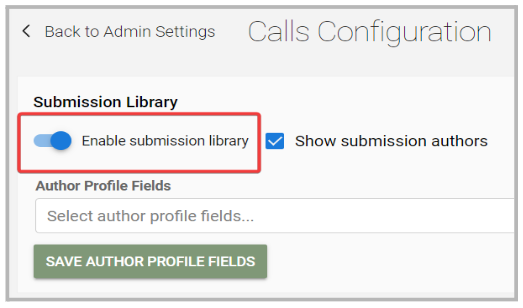 Back to Admin Settings Calls Configuration
Submission Library
Enable submission library Show submission authors
Author Profile Fields
Select author profile fields...
SAVE AUTHOR PROFILE FIELDS